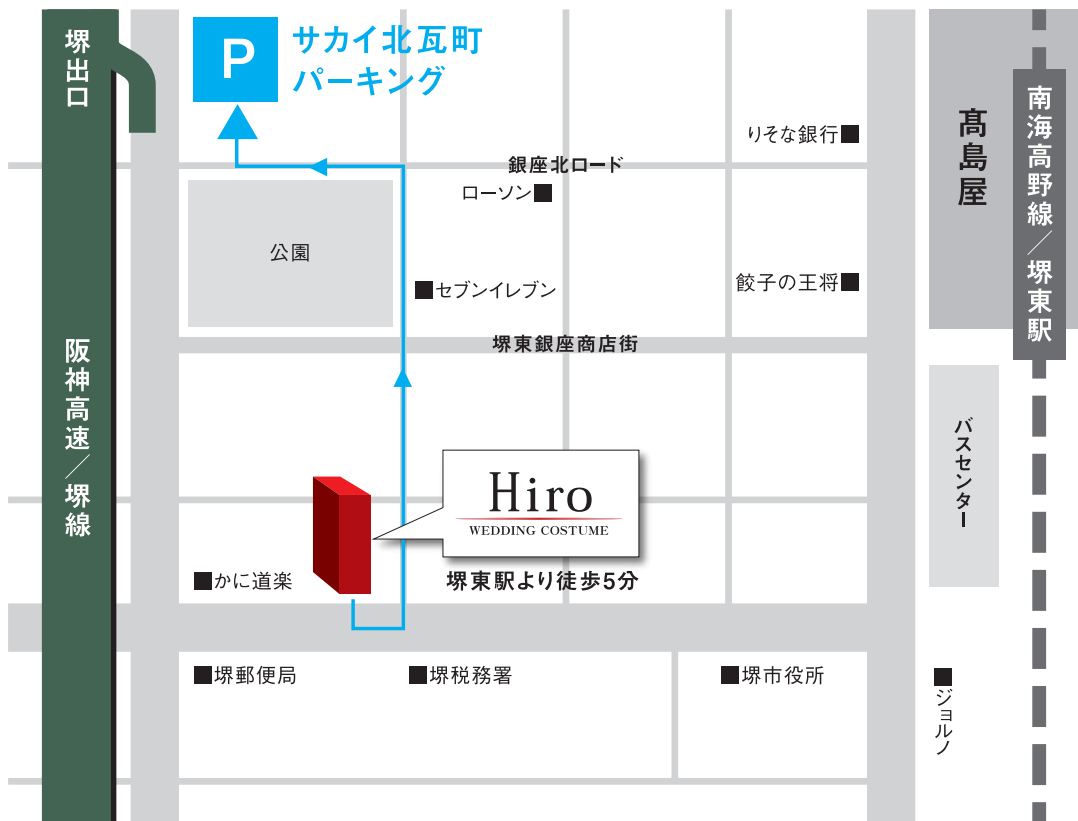 堺出口
P
サカイ北瓦町
パーキング
りそな銀行
髙島屋
南海高野線／堺東駅
銀座北ロード
ローソン
公園
セブンイレブン
餃子の王将
堺東銀座商店街
阪神高速／堺線
バスセンター
Hiro
WEDDING COSTUME
かに道楽
堺東駅より徒歩5分
堺郵便局
堺税務署
堺市役所
ジョルノ